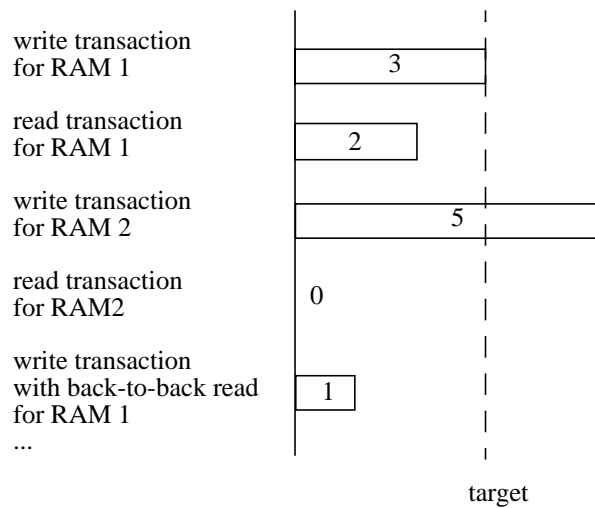 write transaction
for RAM 1
3
read transaction
for RAM 1
2
write transaction
for RAM 2
5
read transaction
for RAM2
0
write transaction
with back-to-back read
for RAM 1
1
...
target